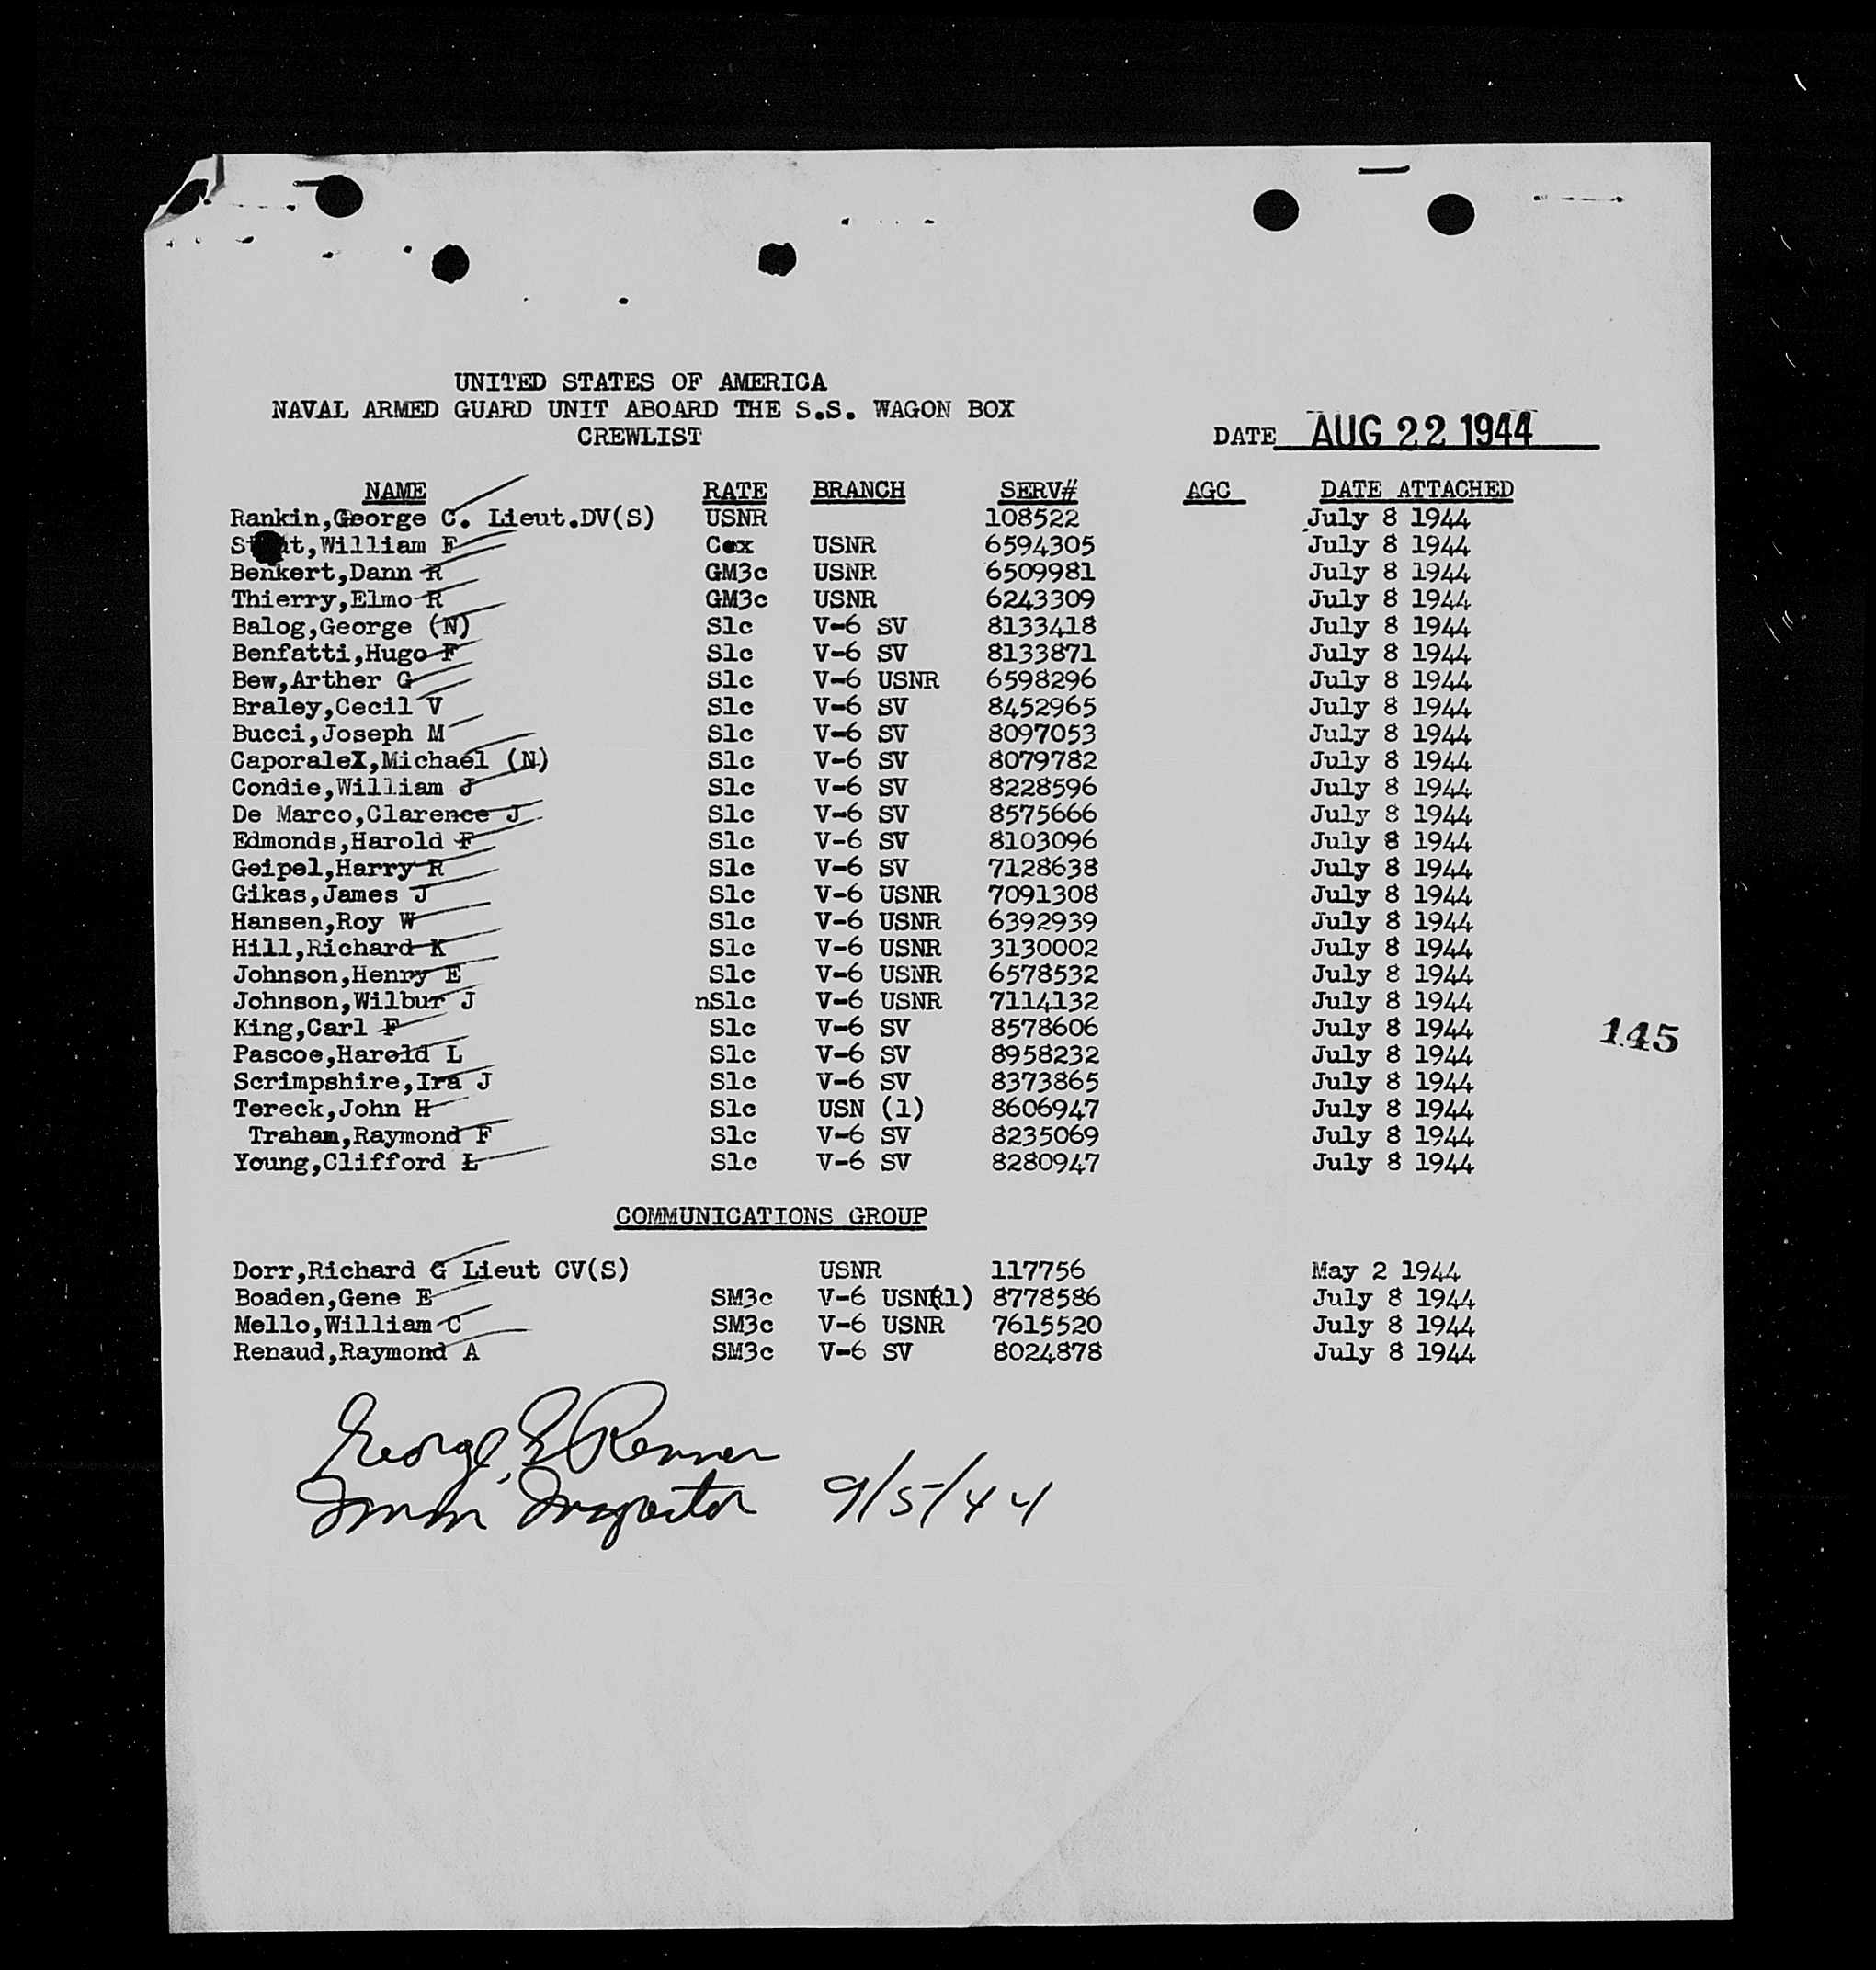 UNITED STATES OF AMERICA
NAVAL ARMED GUARD UNIT ABOARD THE S.S. WAGON BOX
CREWLIST
DATE AUG 22 1944
NAME RATE BRANCH SERV# AGC DATE ATTACHED
Rankin,George C. Lieut.DV(S) USNR 108522 July 8 1944
William F Cox USNR 6594305 July 8 1944
Benkert,Dann R GM3c USNR 6509981 July 8 1944
Thierry,Elmo R GM3c USNR 6243309 July 8 1944
Balog,George (N) S1c V-6 SV 8133418 July 8 1944
Benfatti,Hugo F S1c V-6 SV 8133871 July 8 1944
Bew,Arther G S1c V-6 USNR 6598296 July 8 1944
Braley,Cecil V S1c V-6 SV 8452965 July 8 1944
Bucci,Joseph M S1c V-6 SV 8097053 July 8 1944
Caporale,Michael (N) S1c V-6 SV 8079782 July 8 1944
Condie,William J S1c V-6 SV 8228596 July 8 1944
De Marco,Clarence J S1c V-6 SV 8575666 July 8 1944
Edmonds,Harold F S1c V-6 SV 8103096 July 8 1944
Geipel,Harry R S1c V-6 SV 7128638 July 8 1944
Gikas,James J S1c V-6 USNR 7091308 July 8 1944
Hansen,Roy W S1c V-6 USNR 6392939 July 8 1944
Hill,Richard K S1c V-6 USNR 3130002 July 8 1944
Johnson,Henry E S1c V-6 USNR 6578532 July 8 1944
Johnson,Wilbur J nS1c V-6 USNR 7114132 July 8 1944
King,Carl F S1c V-6 SV 8578606 July 8 1944
145
Pascoe,Harold L S1c V-6 SV 8958232 July 8 1944
Scrimpshire,Ira J S1c V-6 SV 8373865 July 8 1944
Tereck,John H S1c USN (1) 8606947 July 8 1944
Traham,Raymond F S1c V-6 SV 8235069 July 8 1944
Young,Clifford L S1c V-6 SV 8280947 July 8 1944
COMMUNICATIONS GROUP
Dorr,Richard G Lieut CV(S) USNR 117756 May 2 1944
Boaden,Gene E SM3c V-6 USNR(1) 8778586 July 8 1944
Mello,William C SM3c V-6 USNR 7615520 July 8 1944
Renaud,Raymond A SM3c V-6 SV 8024878 July 8 1944
George E Renner
Immn Inspector 9/5/44